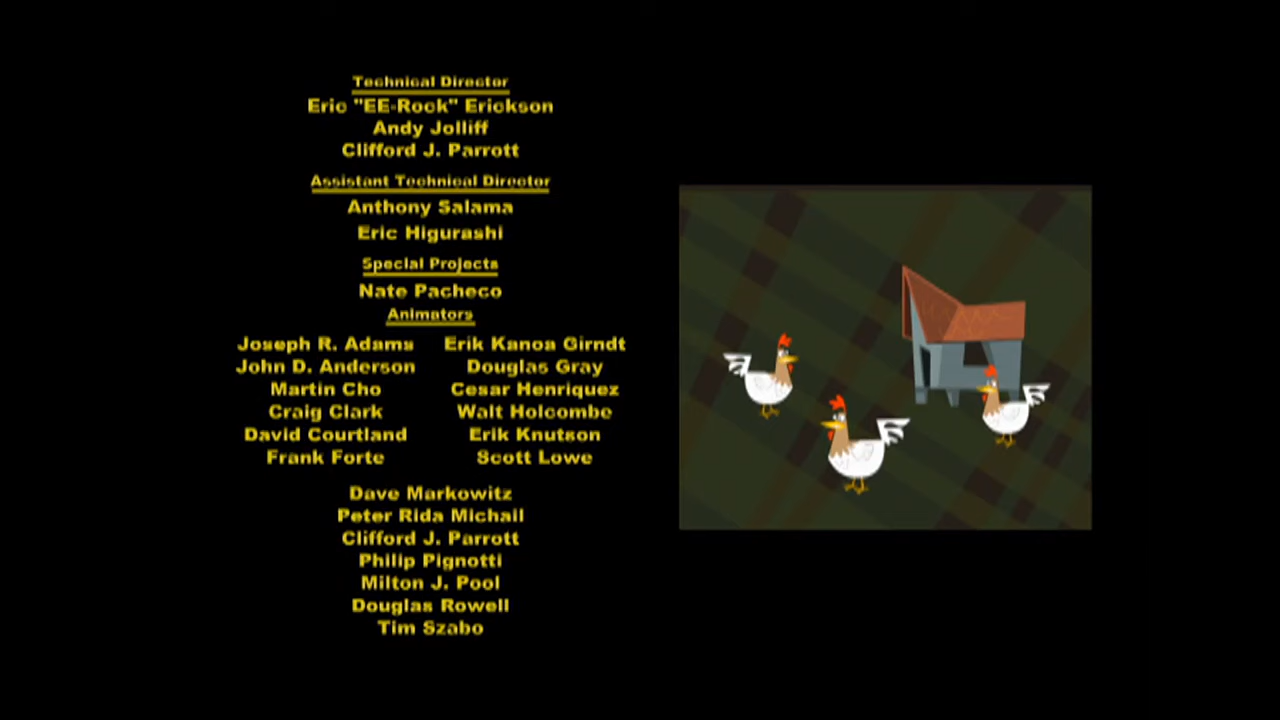 Technical Director
Eric "EE-Rock" Erickson
Andy Jolliff
Clifford J. Parrott
Assistant Technical Director
Anthony Salama
Eric Higurashi
Special Projects
Nate Pacheco
Animators
Joseph R. Adams Erik Kanoa Girndt
John D. Anderson Douglas Gray
Martin Cho Cesar Henriquez
Craig Clark Walt Holcombe
David Courtland Erik Knutson
Frank Forte Scott Lowe
Dave Markowitz
Peter Rida Michail
Clifford J. Parrott
Philip Pignotti
Milton J. Pool
Douglas Rowell
Tim Szabo